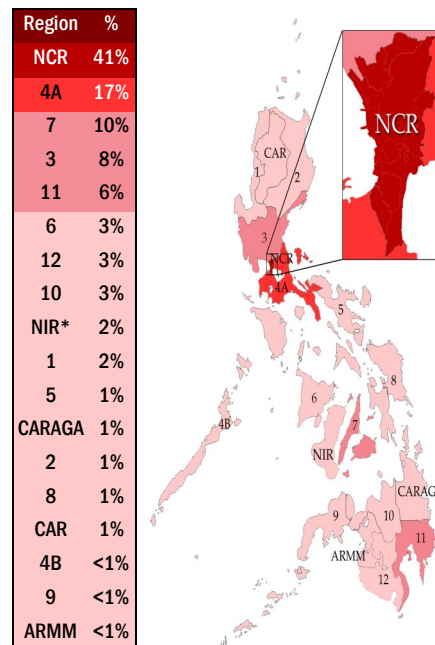 Region %
NCR 41%
4A 17%
7 10%
3 8%
11 6%
6 3%
12 3%
10 3%
NIR* 2%
1 2%
5 1%
CARAGA 1%
2 1%
8 1%
CAR 1%
4B <1%
9 <1%
ARMM <1%
NCR
CAR
1
2
3
NCR
4A
5
6
8
4B
7
NIR
CARAG
9
10
11
ARMM
12